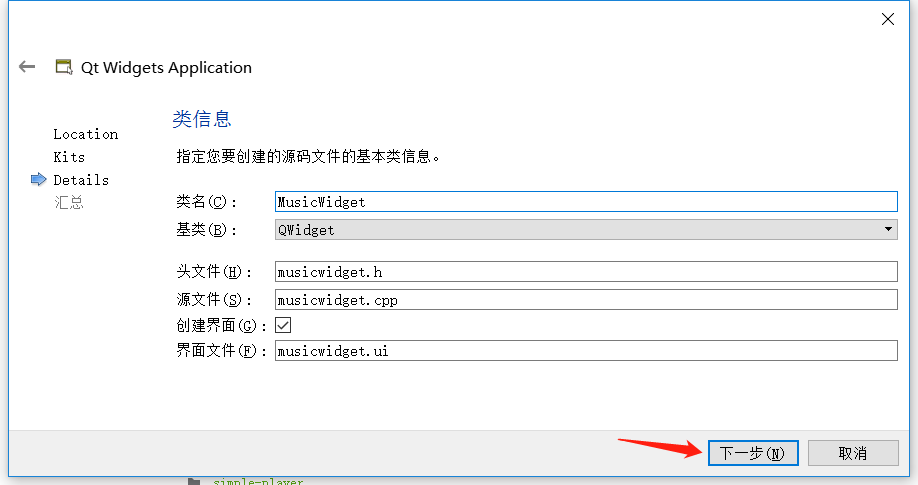 Qt Widgets Application
Location
Kits
Details
汇总
类信息
指定您要创建的源码文件的基本类信息。
类名(C): MusicWidget
基类(B): QWidget
头文件(H): musicwidget.h
源文件(S): musicwidget.cpp
创建界面(G):
界面文件(F): musicwidget.ui
下一步(N) 取消
simple-player